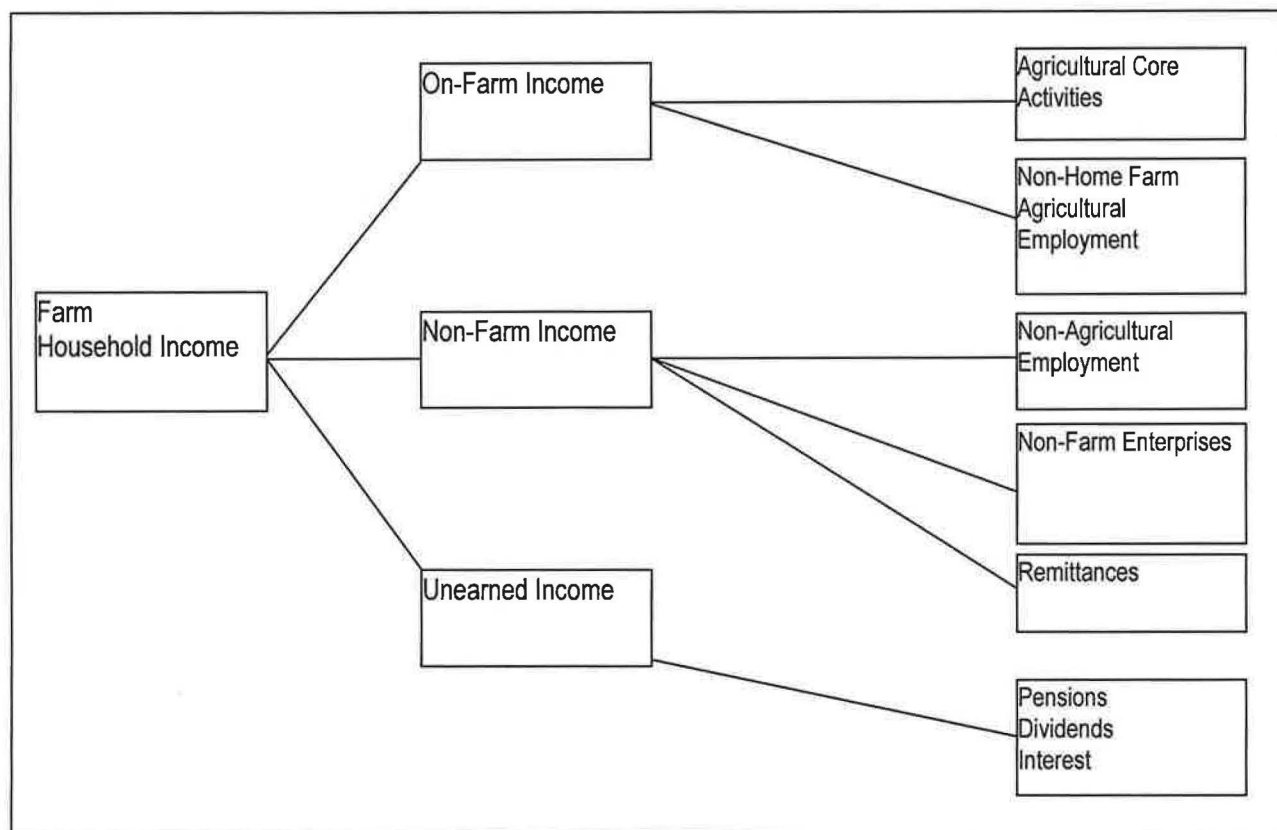 On-Farm Income
Agricultural Core
Activities
Non-Home Farm
Agricultural
Employment
Farm
Household Income
Non-Farm Income
Non-Agricultural
Employment
Non-Farm Enterprises
Remittances
Unearned Income
Pensions
Dividends
Interest